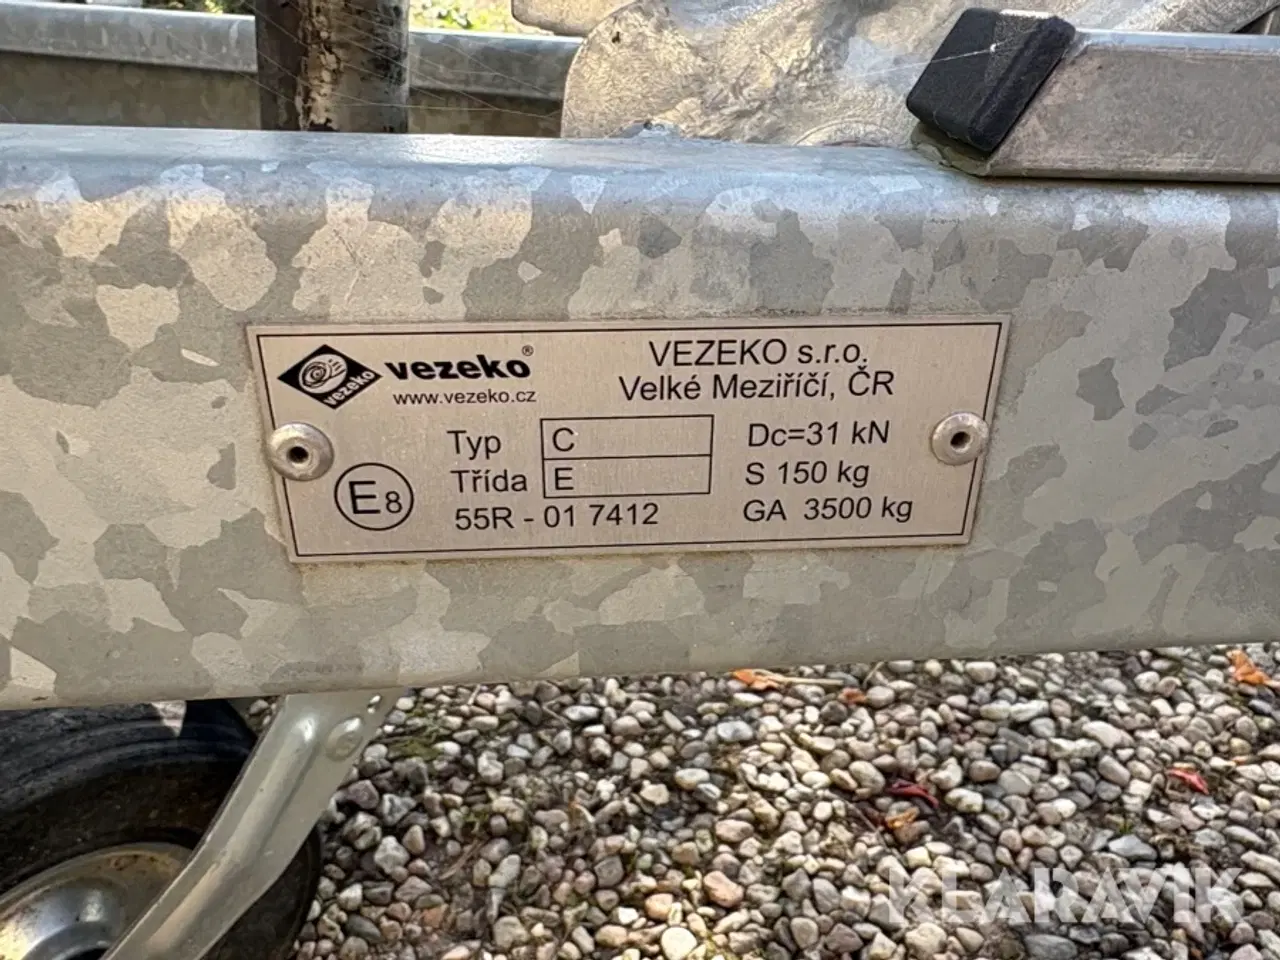 vezeko
vezeko®
www.vezeko.cz
VEZEKO s.r.o.
Velké Meziříčí, ČR
E8
Typ C
Třída E
55R - 01 7412
Dc=31 kN
S 150 kg
GA 3500 kg
KLARAVIK